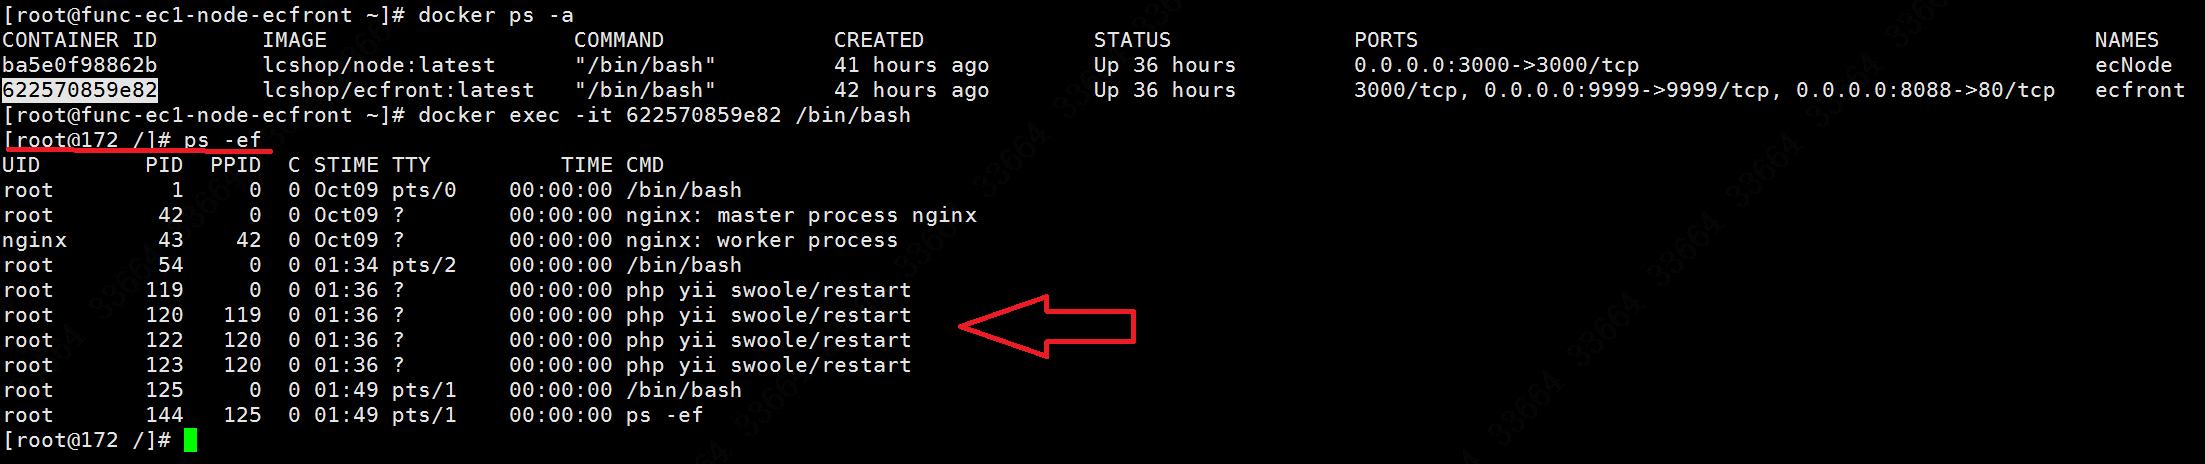 [root@func-ec1-node-ecfront ~]# docker ps -a
CONTAINER ID        IMAGE                   COMMAND             CREATED             STATUS              PORTS                                                    NAMES
ba5e0f98862b        lcshop/node:latest      "/bin/bash"         41 hours ago        Up 36 hours         0.0.0.0:3000->3000/tcp                                   ecNode
622570859e82        lcshop/ecfront:latest   "/bin/bash"         42 hours ago        Up 36 hours         3000/tcp, 0.0.0.0:9999->9999/tcp, 0.0.0.0:8088->80/tcp   ecfront
[root@func-ec1-node-ecfront ~]# docker exec -it 622570859e82 /bin/bash
[root@172 /]# ps -ef
UID         PID  PPID  C STIME TTY          TIME CMD
root          1     0  0 Oct09 pts/0    00:00:00 /bin/bash
root         42     0  0 Oct09 ?        00:00:00 nginx: master process nginx
nginx        43    42  0 Oct09 ?        00:00:00 nginx: worker process
root         54     0  0 01:34 pts/2    00:00:00 /bin/bash
root        119     0  0 01:36 ?        00:00:00 php yii swoole/restart
root        120   119  0 01:36 ?        00:00:00 php yii swoole/restart
root        122   120  0 01:36 ?        00:00:00 php yii swoole/restart
root        123   120  0 01:36 ?        00:00:00 php yii swoole/restart
root        125     0  0 01:49 pts/1    00:00:00 /bin/bash
root        144   125  0 01:49 pts/1    00:00:00 ps -ef
[root@172 /]#